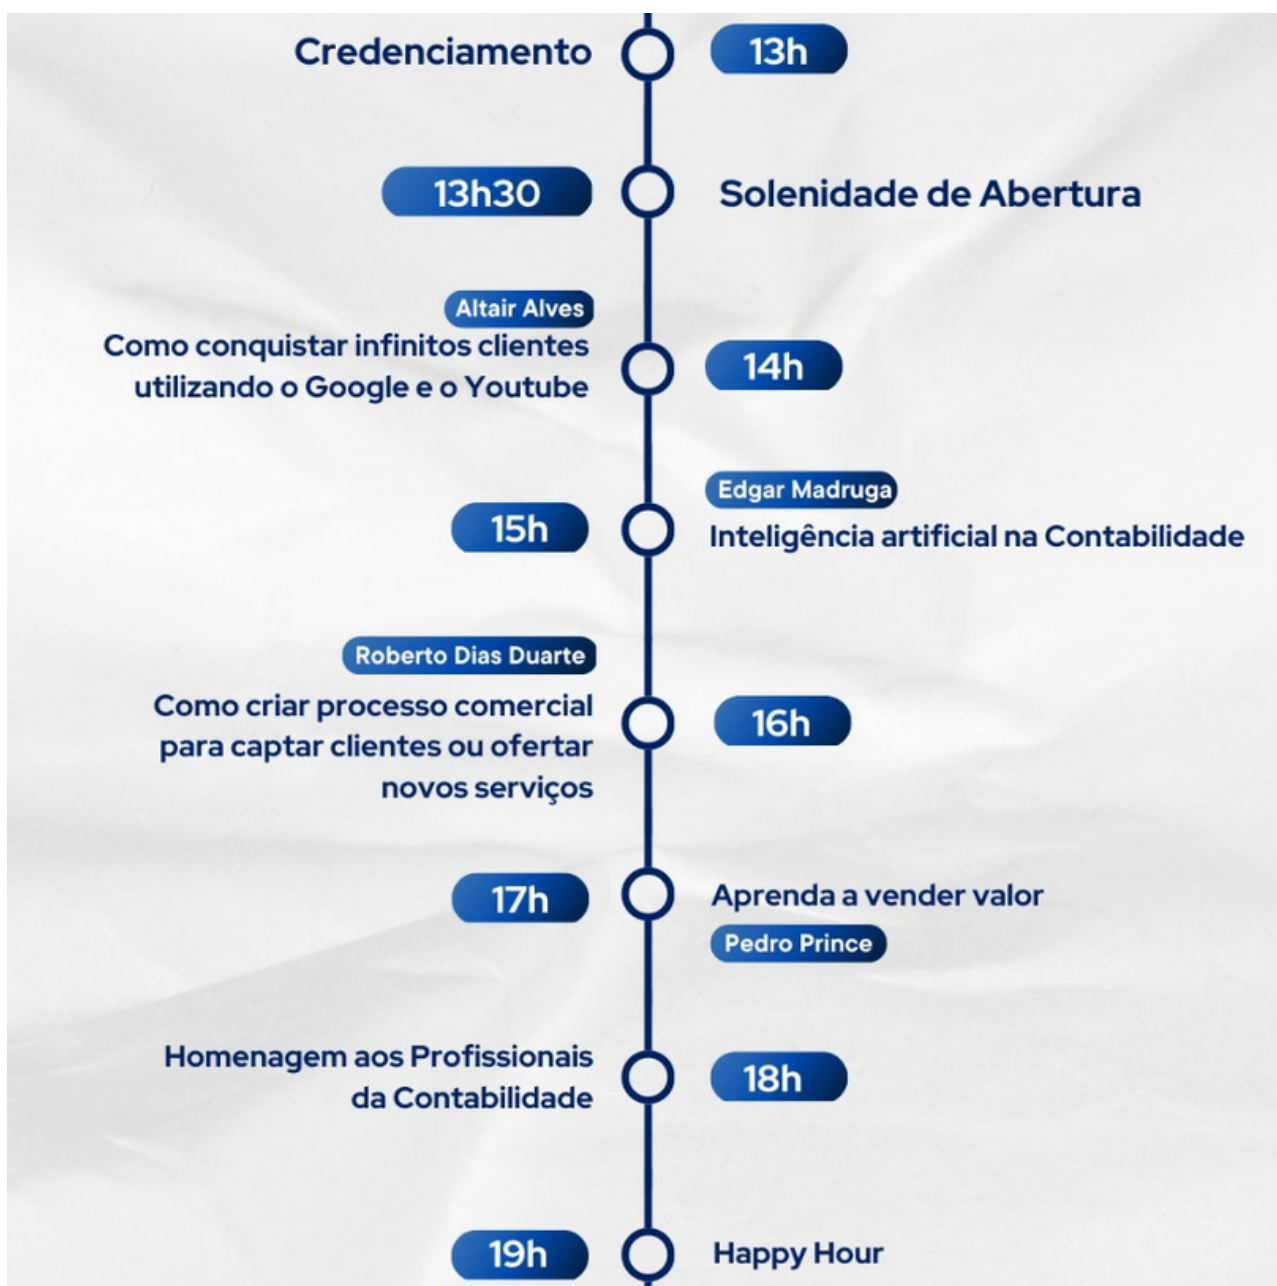 Credenciamento
13h
13h30
Solenidade de Abertura
Altair Alves
Como conquistar infinitos clientes
utilizando o Google e o Youtube
14h
15h
Edgar Madruga
Inteligência artificial na Contabilidade
Roberto Dias Duarte
Como criar processo comercial
para captar clientes ou ofertar
novos serviços
16h
17h
Aprenda a vender valor
Pedro Prince
Homenagem aos Profissionais
da Contabilidade
18h
19h
Happy Hour